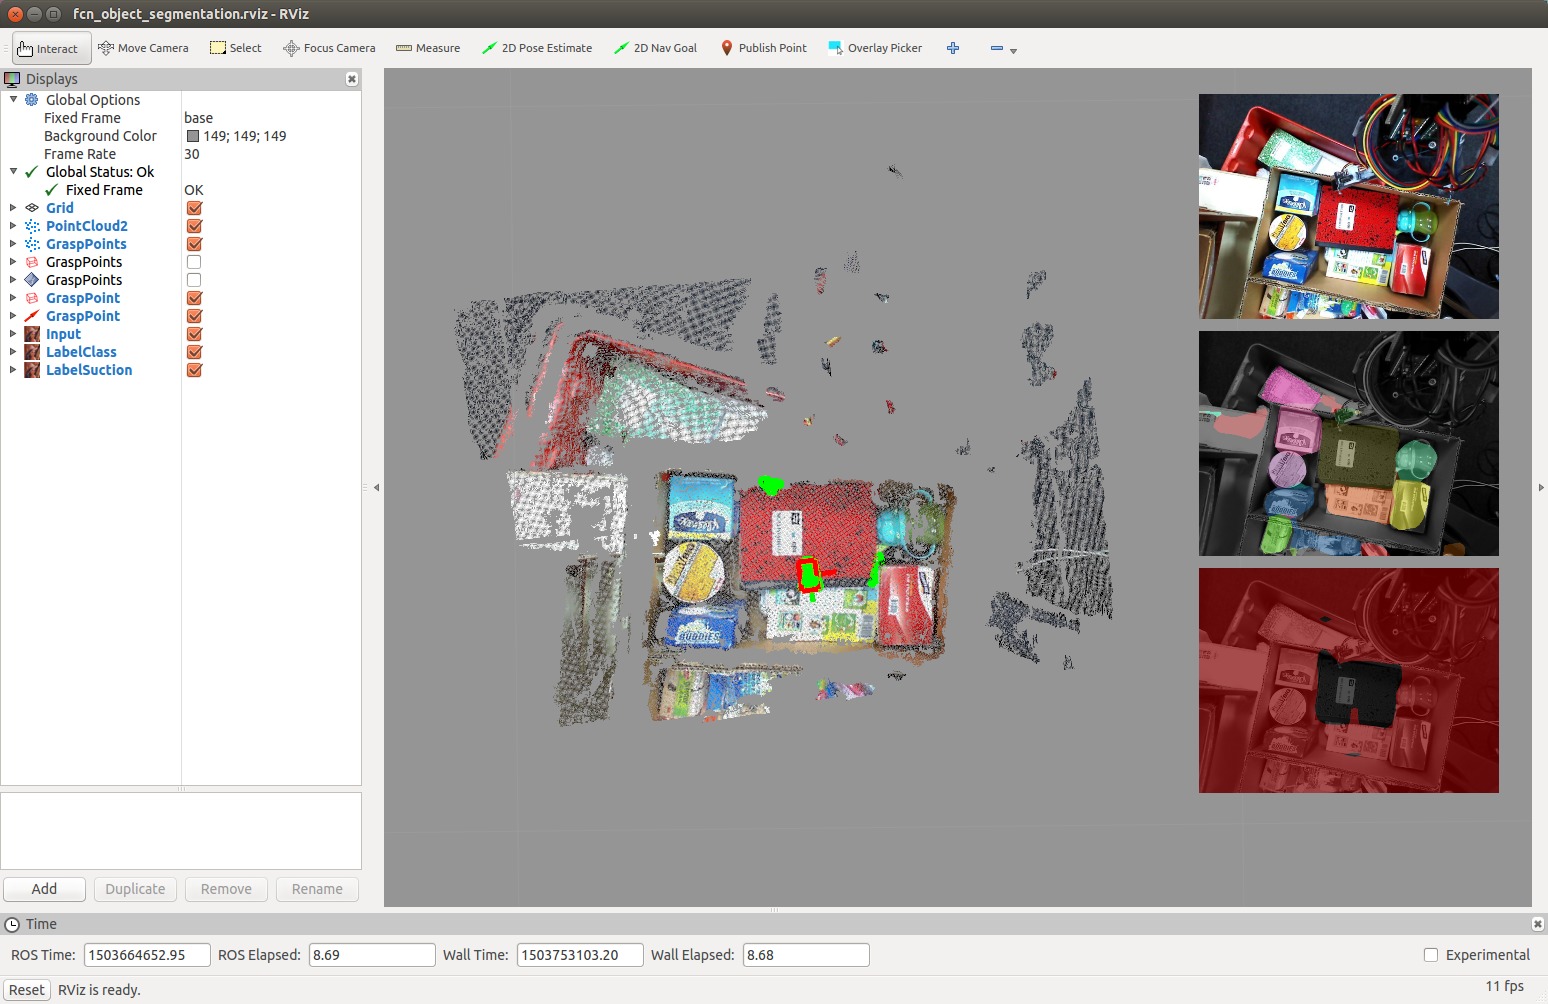 fcn_object_segmentation.rviz - RViz
Interact Move Camera Select Focus Camera Measure 2D Pose Estimate 2D Nav Goal Publish Point Overlay Picker
Displays
Global Options
Fixed Frame base
Background Color 149; 149; 149
Frame Rate 30
Global Status: Ok
Fixed Frame OK
Grid
PointCloud2
GraspPoints
GraspPoints
GraspPoints
GraspPoint
GraspPoint
Input
LabelClass
LabelSuction
BUDDIES
Add Duplicate Remove Rename
Time
ROS Time: 1503664652.95 ROS Elapsed: 8.69 Wall Time: 1503753103.20 Wall Elapsed: 8.68 Experimental
Reset RViz is ready. 11 fps